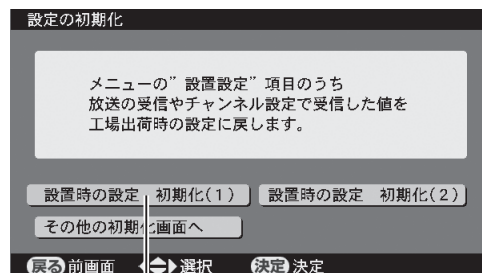 設定の初期化
メニューの”設置設定”項目のうち
放送の受信やチャンネル設定で受信した値を
工場出荷時の設定に戻します。
設置時の設定 初期化(1) 設置時の設定 初期化(2)
その他の初期化画面へ
戻る 前画面 選択 決定 決定